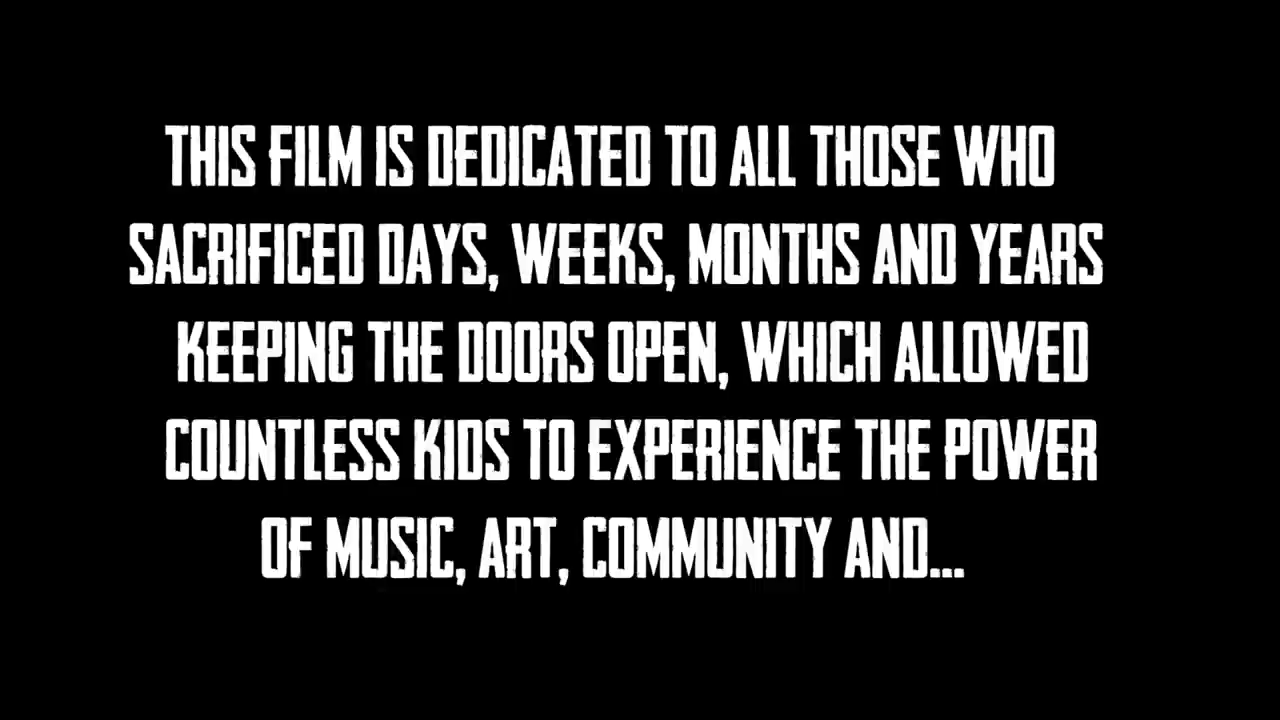 THIS FILM IS DEDICATED TO ALL THOSE WHO
SACRIFICED DAYS, WEEKS, MONTHS AND YEARS
KEEPING THE DOORS OPEN, WHICH ALLOWED
COUNTLESS KIDS TO EXPERIENCE THE POWER
OF MUSIC, ART, COMMUNITY AND...